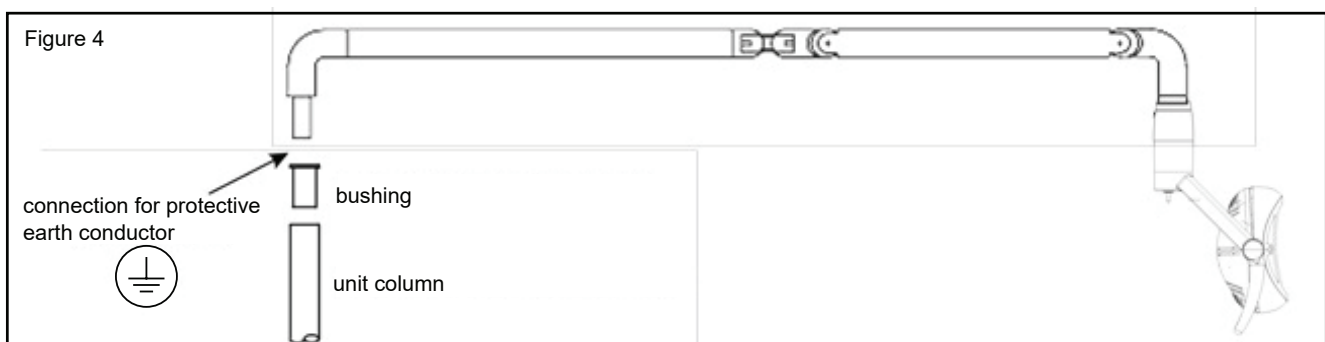 Figure 4
connection for protective
earth conductor
bushing
unit column